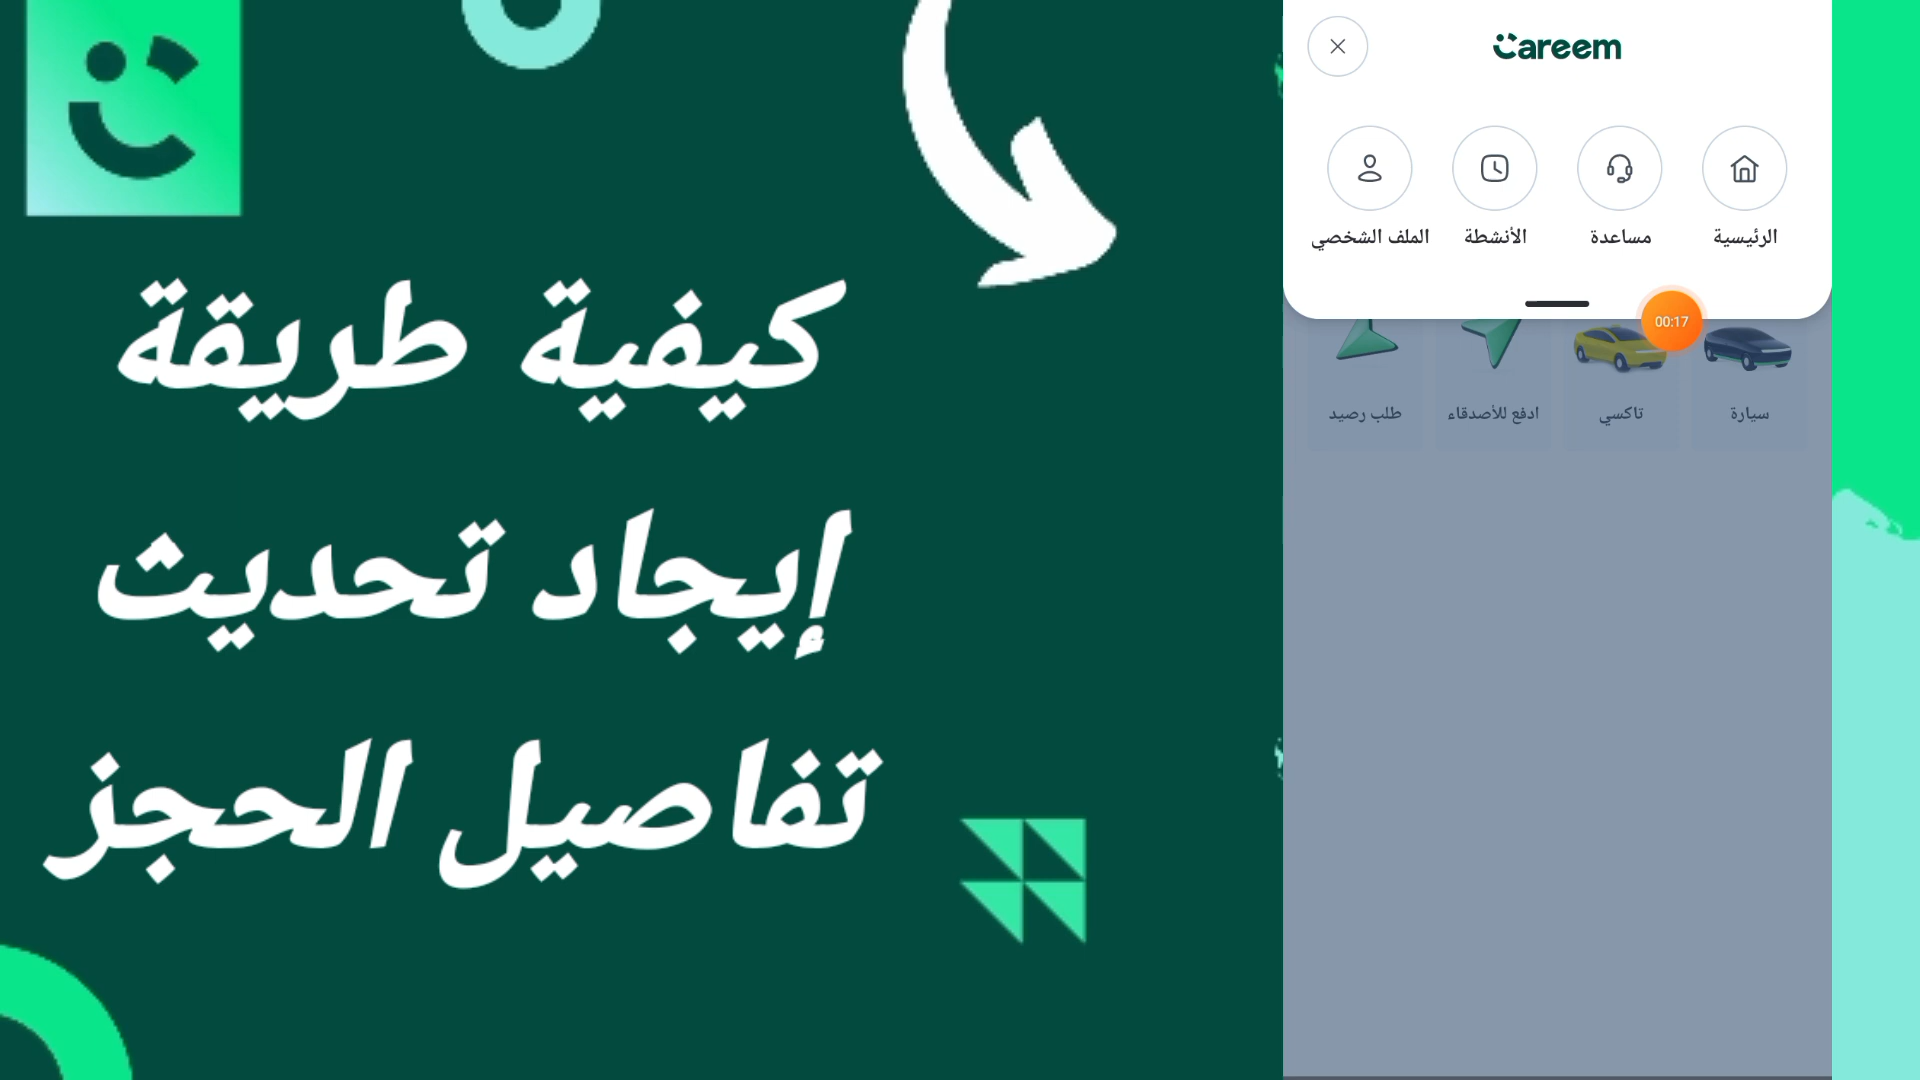 كيفية طريقة
إيجاد تحديث
تفاصيل الحجز
Careem
الرئيسية
مساعدة
الأنشطة
الملف الشخصي
00:17
سيارة
تاكسي
ادفع للأصدقاء
طلب رصيد